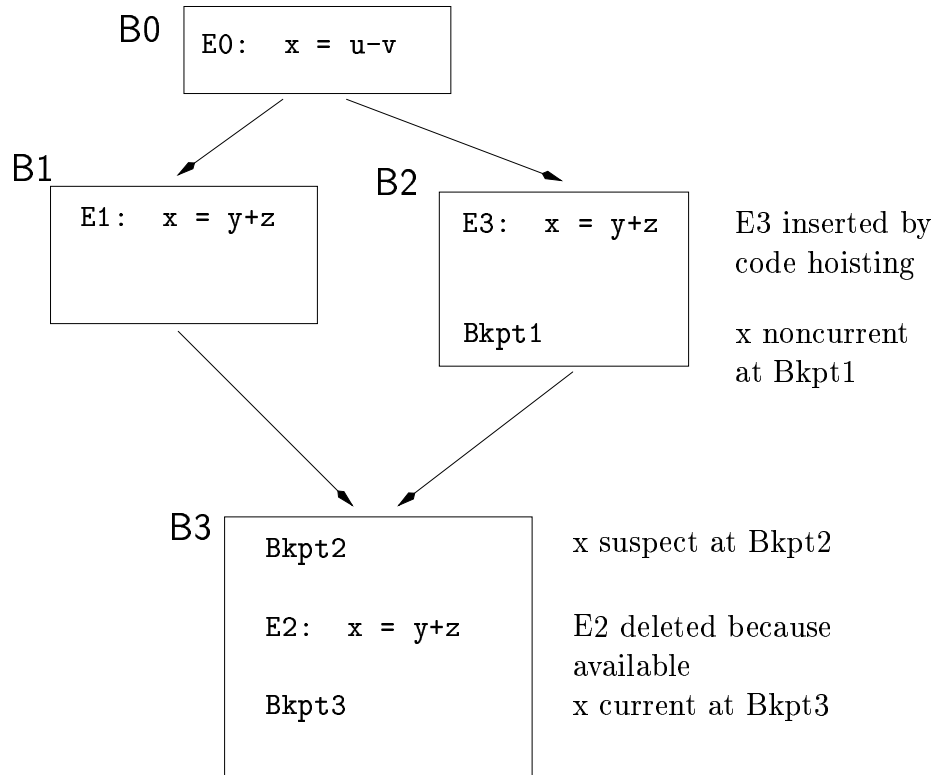 B0
E0: x = u-v
B1
E1: x = y+z
B2
E3: x = y+z
Bkpt1
E3 inserted by
code hoisting
x noncurrent
at Bkpt1
B3
Bkpt2
x suspect at Bkpt2
E2: x = y+z
E2 deleted because
available
Bkpt3
x current at Bkpt3